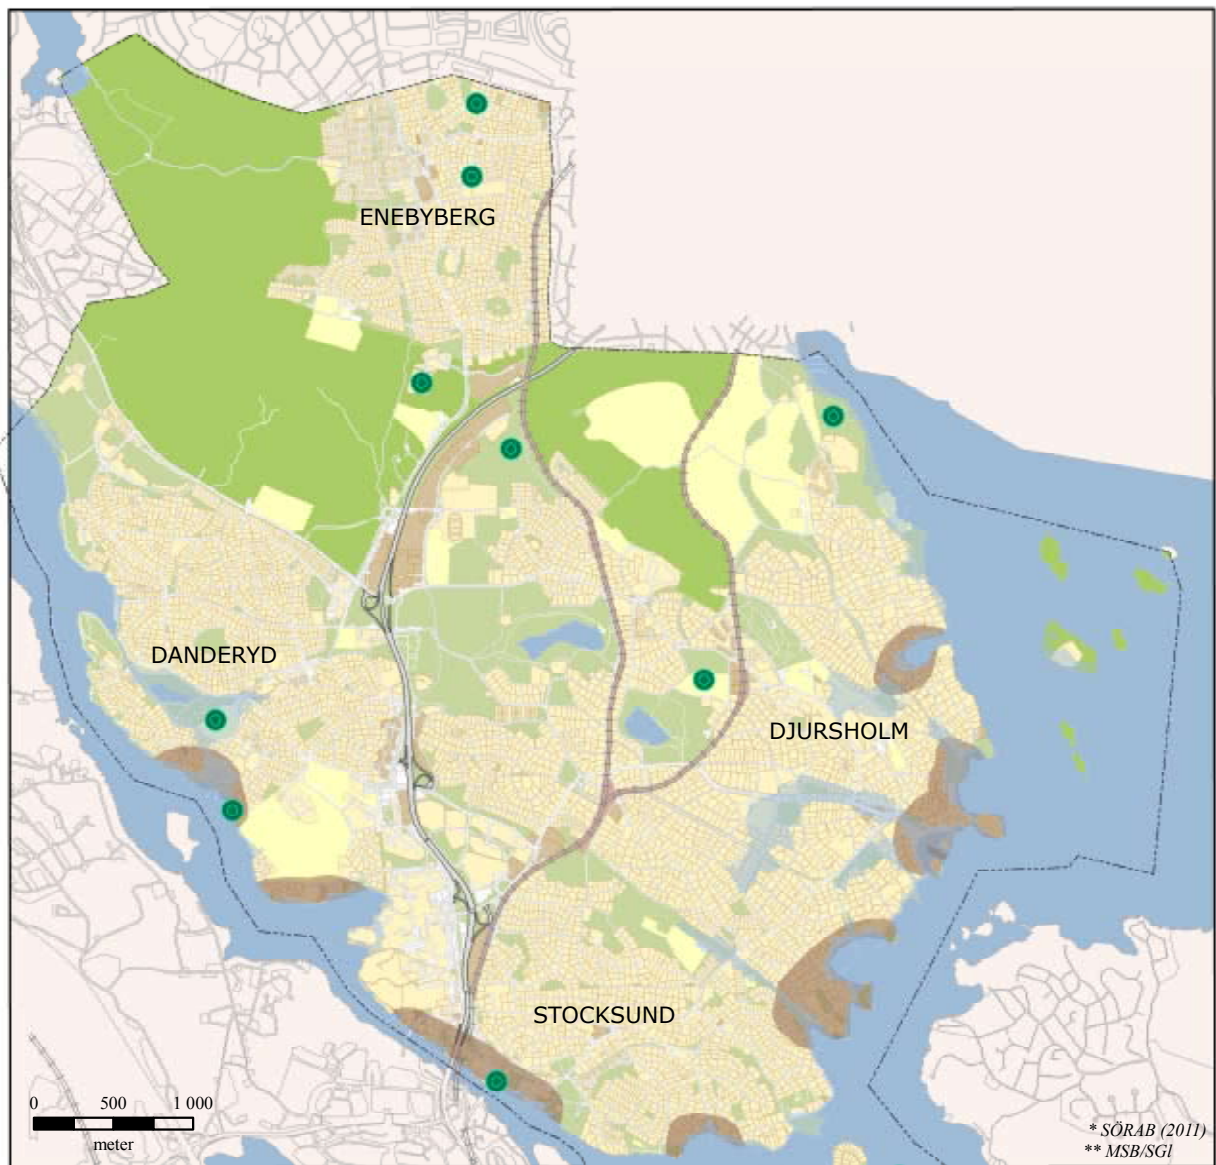 ENEBYBERG
DANDERYD
DJURSHOLM
STOCKSUND
0 500 1 000
meter
* SÖRAB (2011)
** MSB/SGI